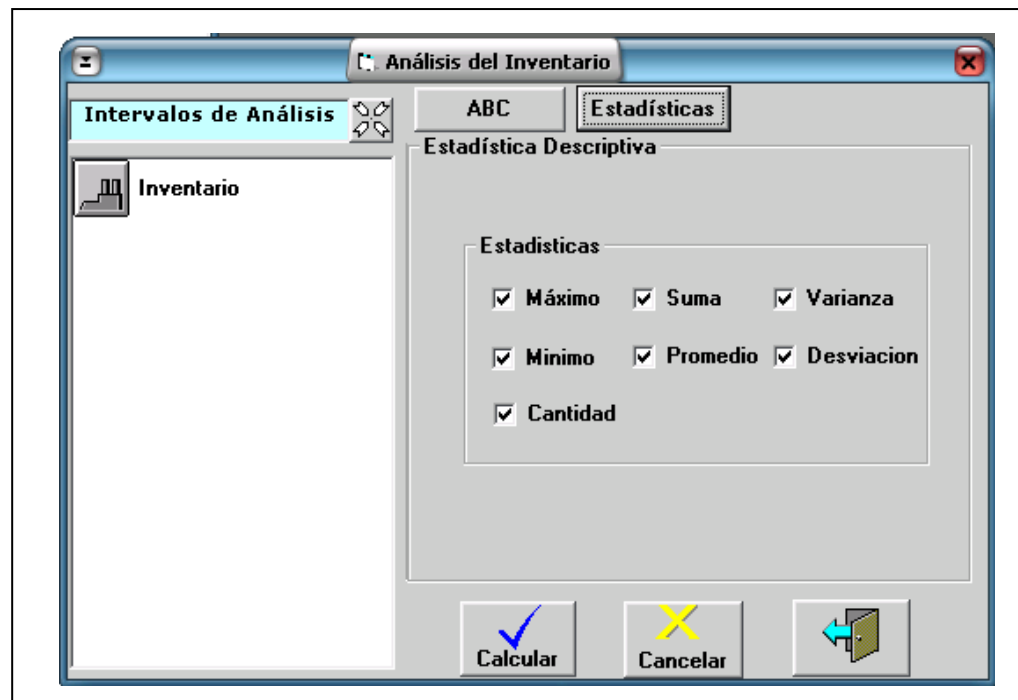 Análisis del Inventario
Intervalos de Análisis
ABC
Estadísticas
Inventario
Estadística Descriptiva
Estadisticas
Máximo
Suma
Varianza
Minimo
Promedio
Desviacion
Cantidad
Calcular
Cancelar